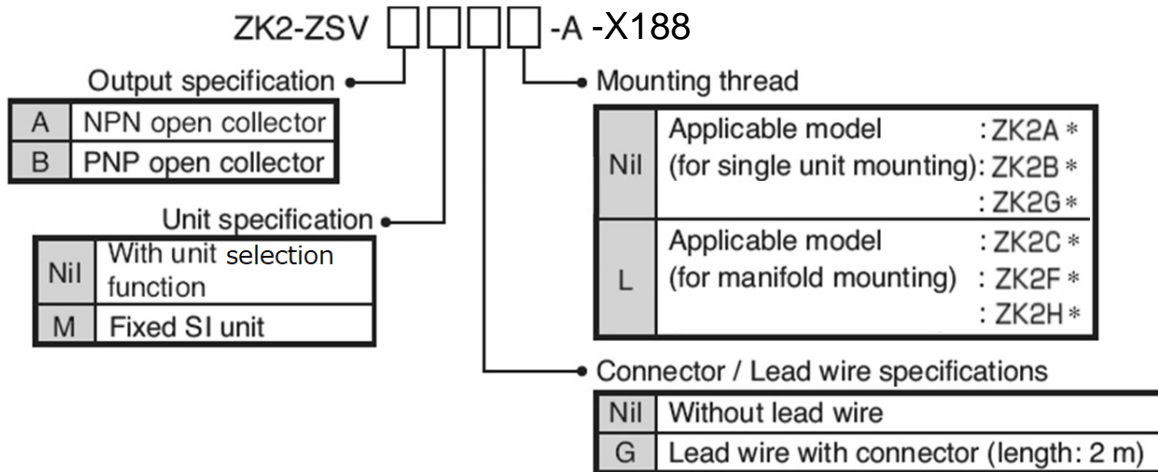 ZK2-ZSV □□□□ -A -X188
Output specification
A NPN open collector
B PNP open collector
Unit specification
Nil With unit selection
function
M Fixed SI unit
Mounting thread
Nil
Applicable model : ZK2A *
(for single unit mounting): ZK2B *
: ZK2G *
L
Applicable model : ZK2C *
(for manifold mounting) : ZK2F *
: ZK2H *
Connector / Lead wire specifications
Nil Without lead wire
G Lead wire with connector (length: 2 m)